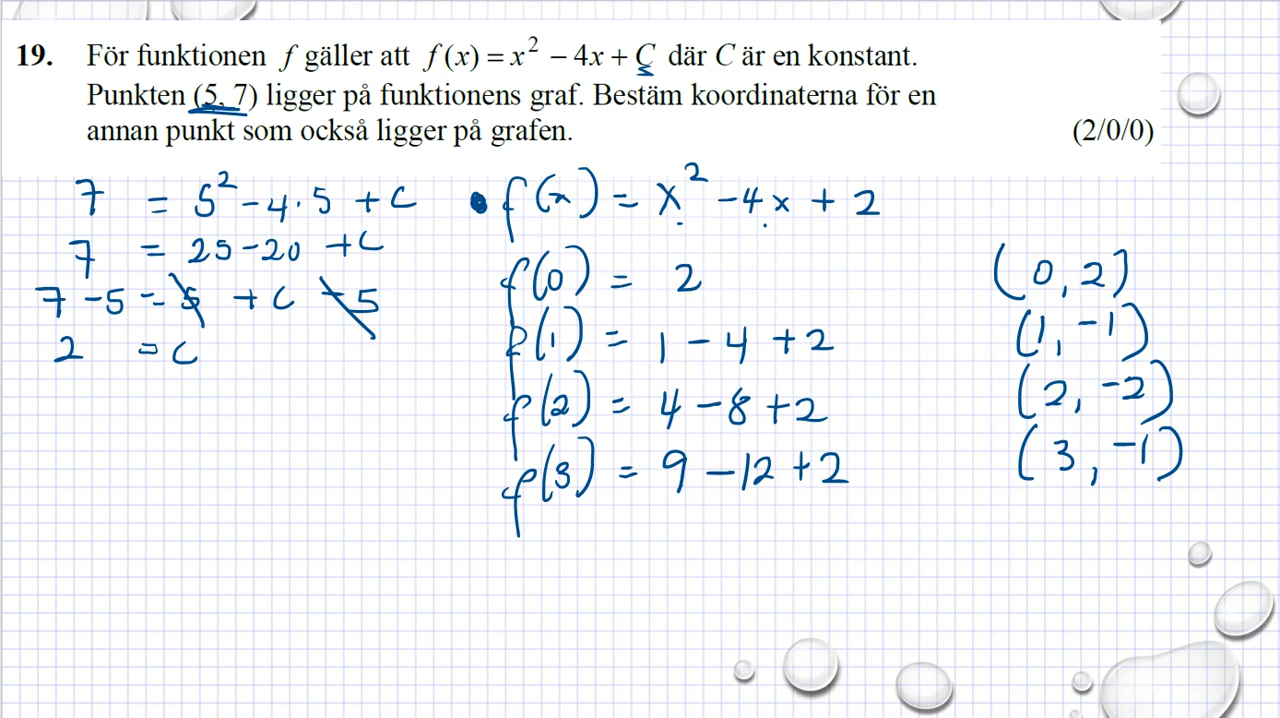 19. För funktionen f gäller att f(x) = x² − 4x + C där C är en konstant.
Punkten (5, 7) ligger på funktionens graf. Bestäm koordinaterna för en
annan punkt som också ligger på grafen. (2/0/0)
7 = 5² − 4·5 + C
7 = 25 − 20 + C
7 − 5 = 5 + C − 5
2 = C
f(x) = x² − 4x + 2
f(0) = 2
f(1) = 1 − 4 + 2
f(2) = 4 − 8 + 2
f(3) = 9 − 12 + 2
(0, 2)
(1, −1)
(2, −2)
(3, −1)